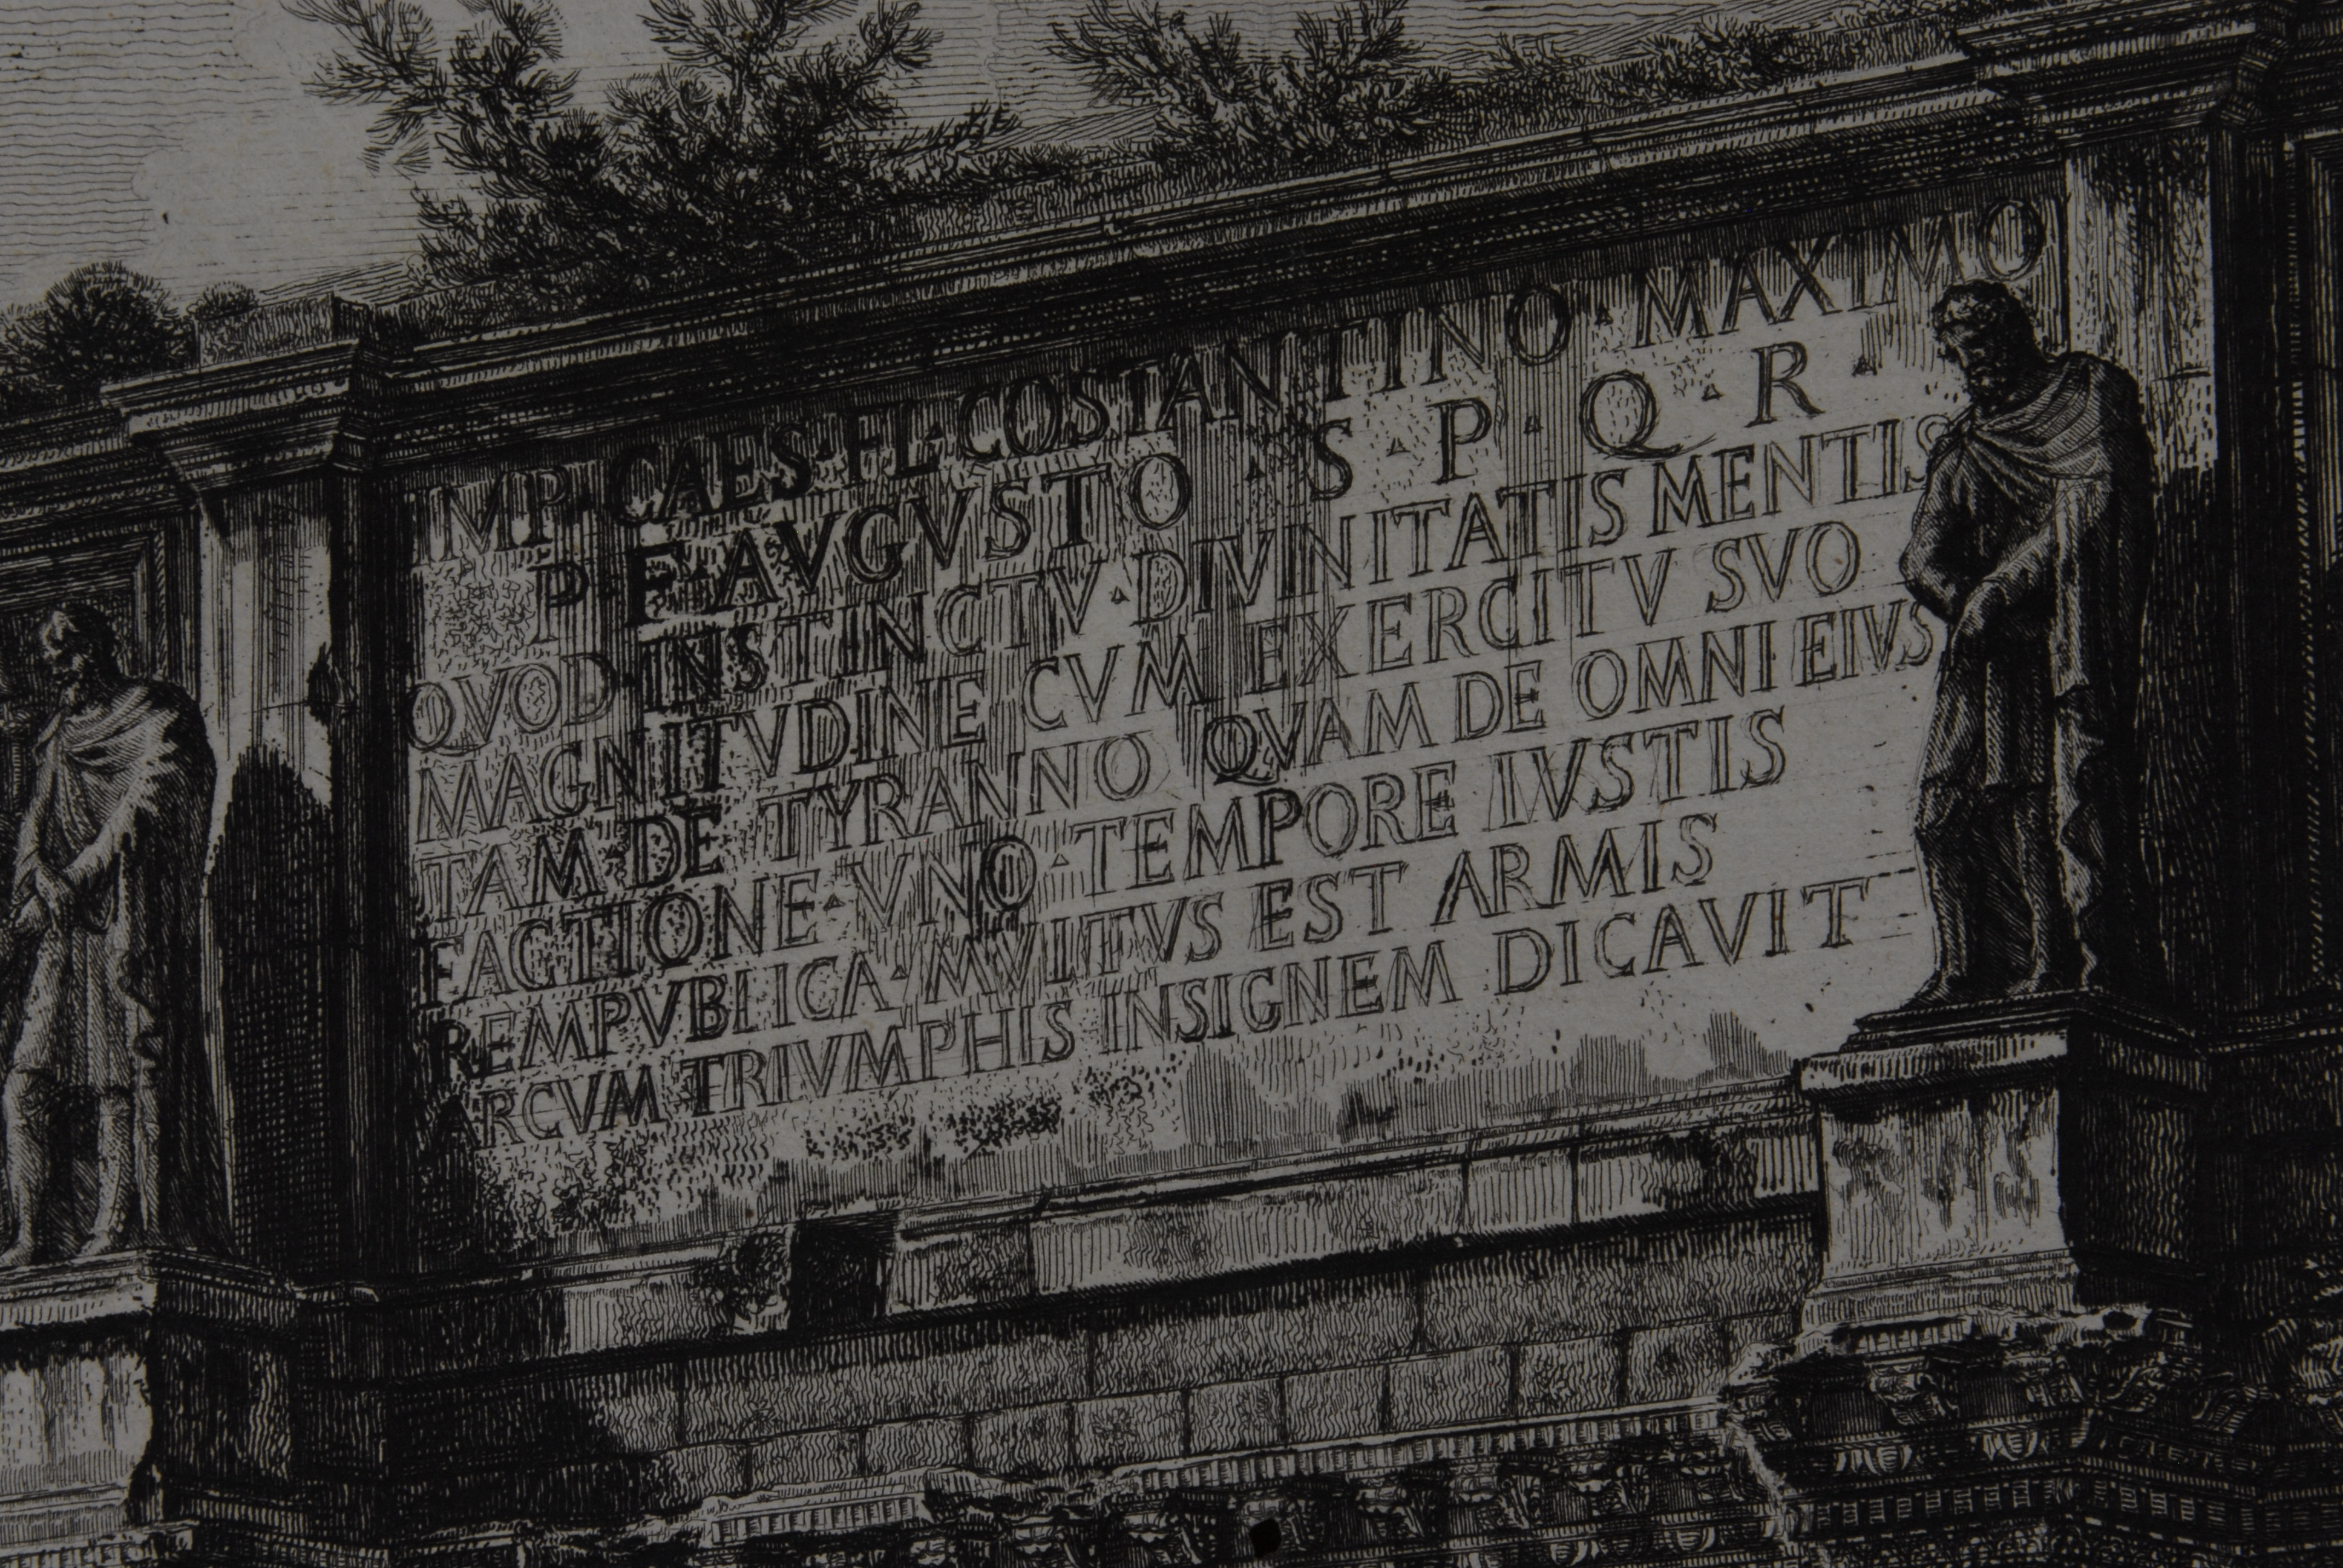 IMP · CAES · FL · COSTANTINO · MAXIMO
P · F · AVGVSTO · S · P · Q · R ·
QVOD · INSTINCTV · DIVINITATIS MENTIS
MAGNITVDINE CVM EXERCITV SVO
TAM · DE TYRANNO QVAM DE OMNI EIVS
FACTIONE · VNO · TEMPORE IVSTIS
REMPVBLICA · MVLTVS EST ARMIS
ARCVM TRIVMPHIS INSIGNEM DICAVIT